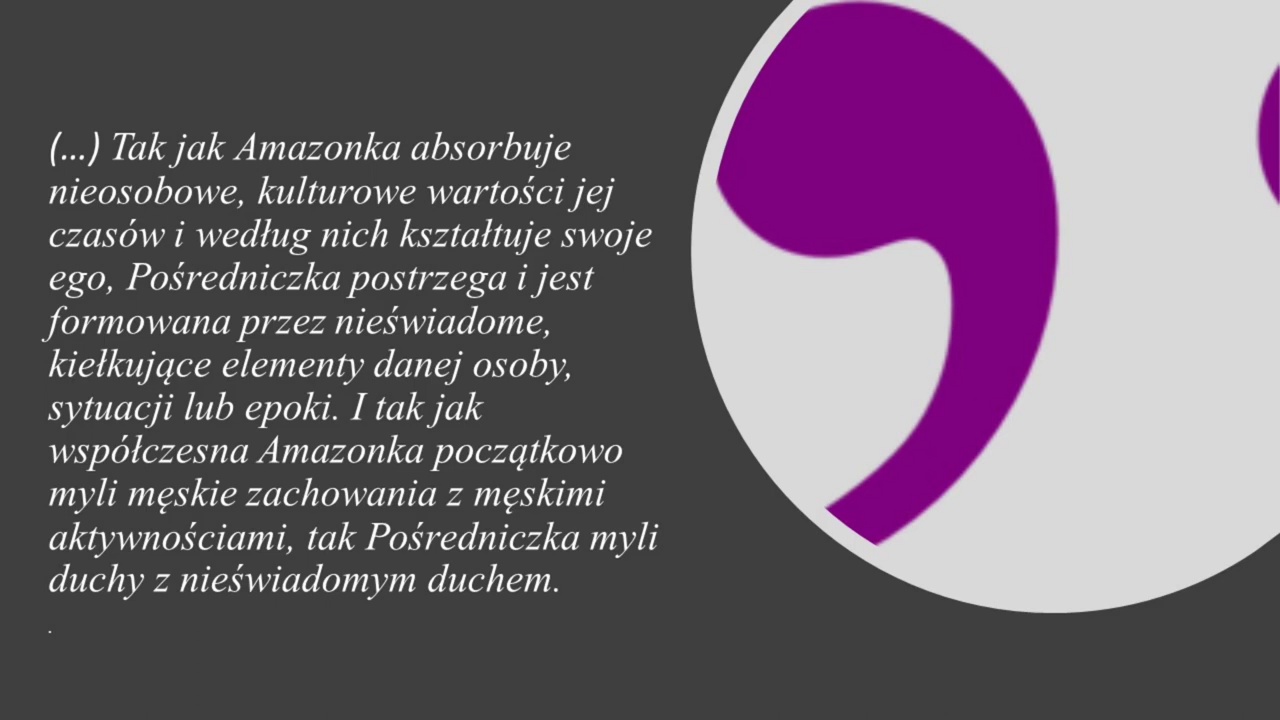 (...) Tak jak Amazonka absorbuje
nieosobowe, kulturowe wartości jej
czasów i według nich kształtuje swoje
ego, Pośredniczka postrzega i jest
formowana przez nieświadome,
kiełkujące elementy danej osoby,
sytuacji lub epoki. I tak jak
współczesna Amazonka początkowo
myli męskie zachowania z męskimi
aktywnościami, tak Pośredniczka myli
duchy z nieświadomym duchem.
.